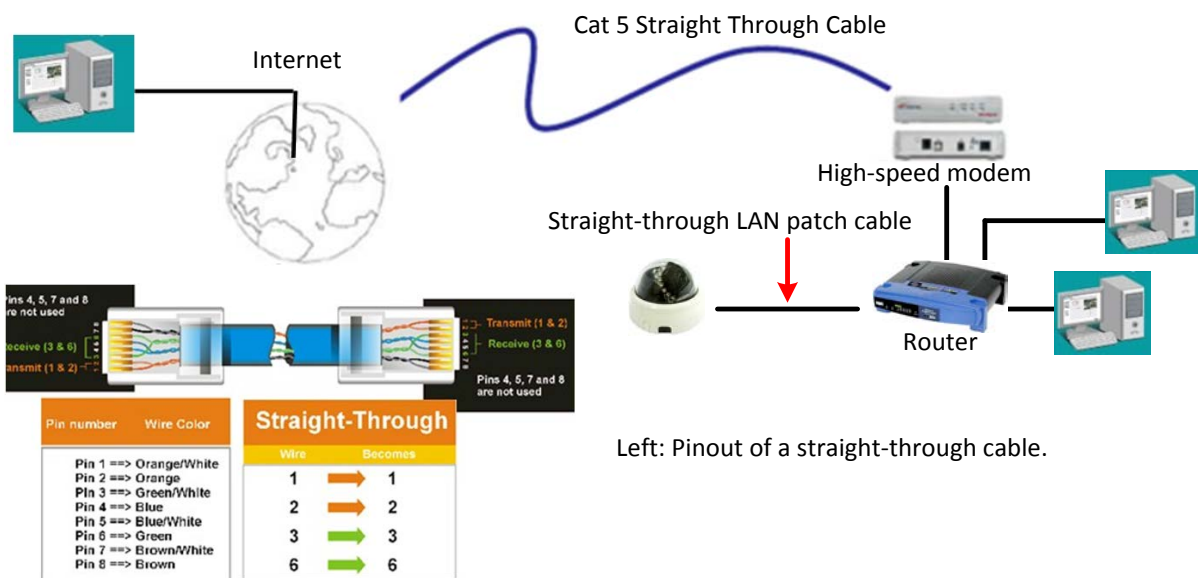 Cat 5 Straight Through Cable
Internet
High-speed modem
Straight-through LAN patch cable
Router
Pins 4, 5, 7 and 8
are not used
Receive (3 & 6)
Transmit (1 & 2)
Transmit (1 & 2)
Receive (3 & 6)
Pins 4, 5, 7 and 8
are not used
Pin number Wire Color
Pin 1 ==> Orange/White
Pin 2 ==> Orange
Pin 3 ==> Green/White
Pin 4 ==> Blue
Pin 5 ==> Blue/White
Pin 6 ==> Green
Pin 7 ==> Brown/White
Pin 8 ==> Brown
Straight-Through
Wire Becomes
1 1
2 2
3 3
6 6
Left: Pinout of a straight-through cable.